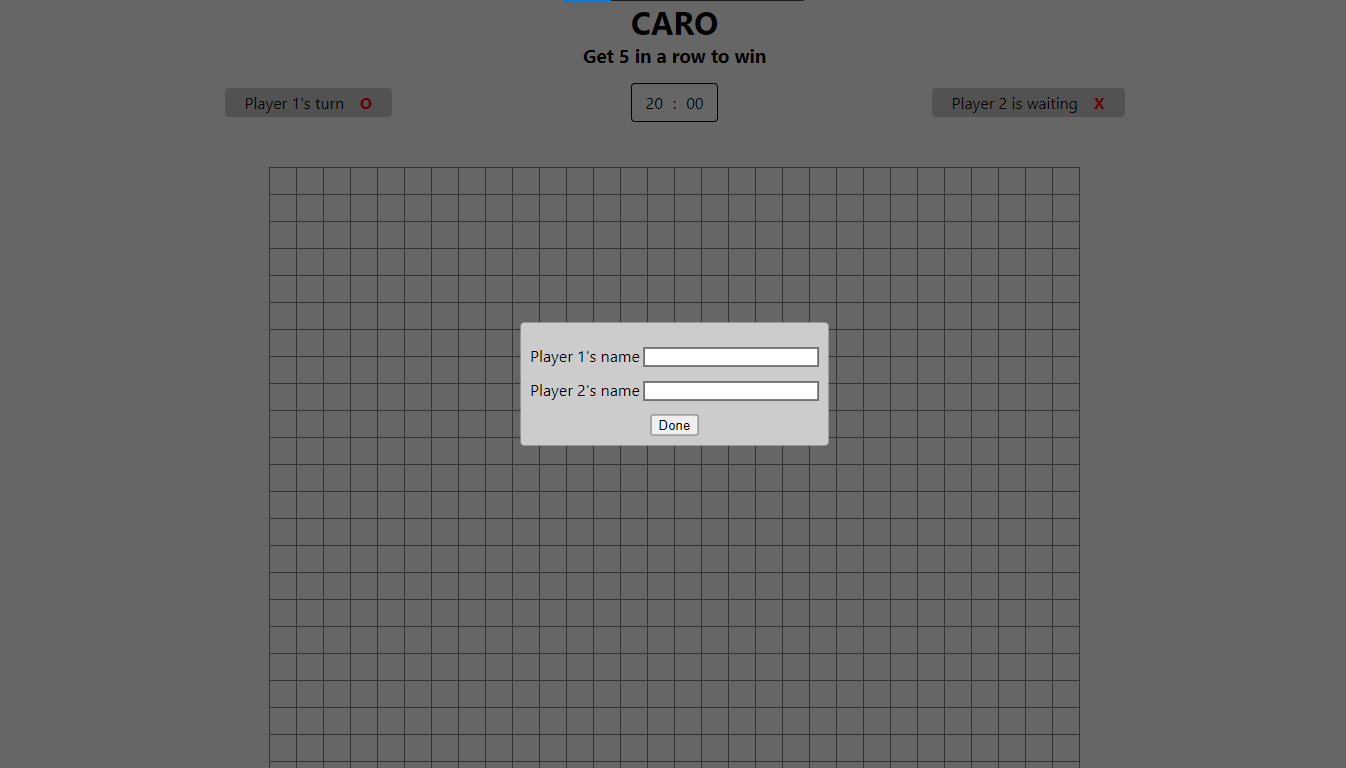 CARO
Get 5 in a row to win
Player 1's turn O
20 : 00
Player 2 is waiting X
Player 1's name
Player 2's name
Done